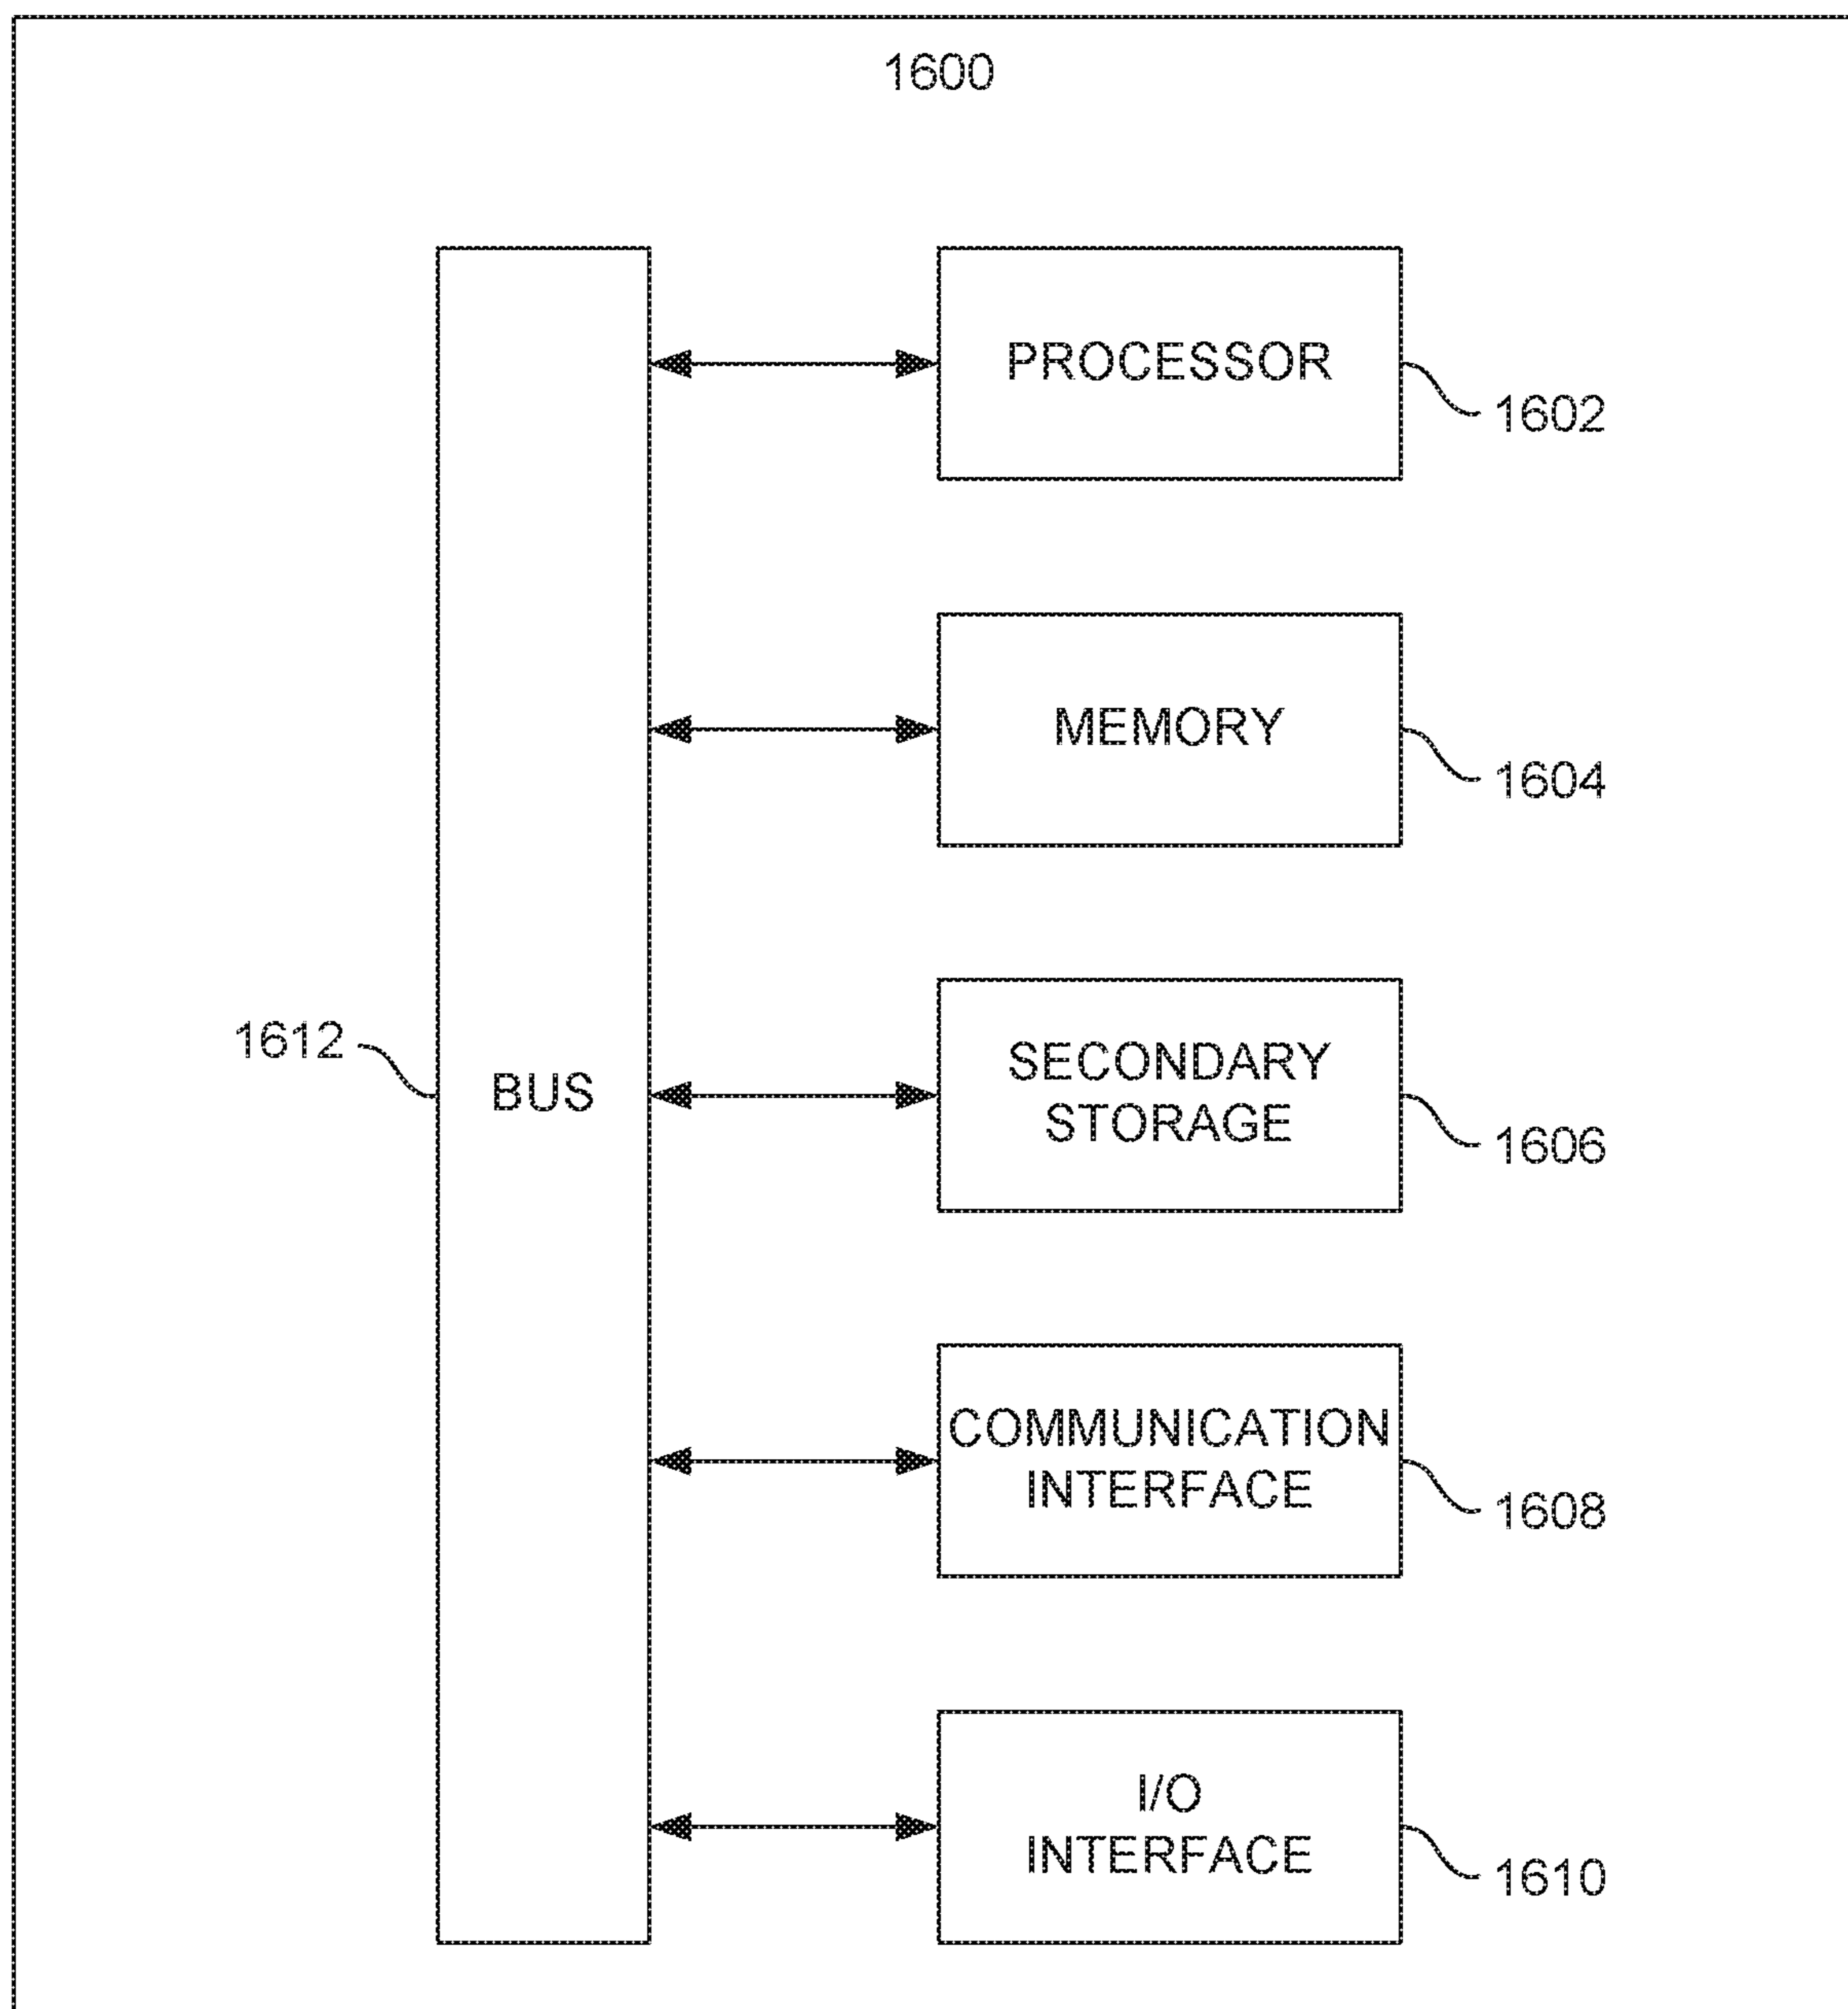 1600
PROCESSOR
1602
MEMORY
1604
1612
BUS
SECONDARY
STORAGE
1606
COMMUNICATION
INTERFACE
1608
I/O
INTERFACE
1610